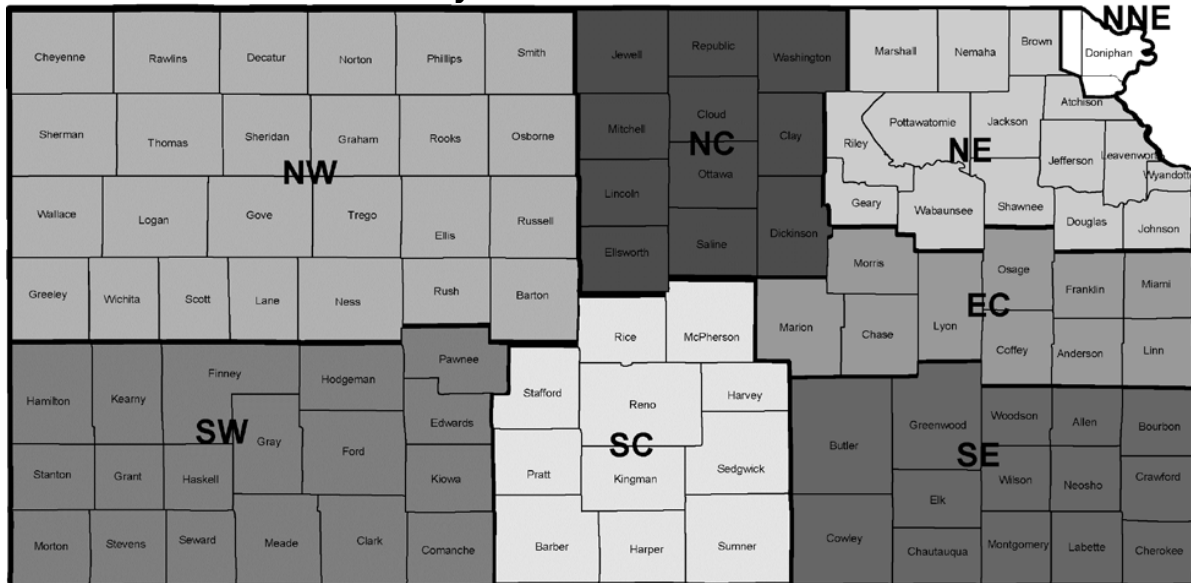 NNE
Cheyenne
Rawlins
Decatur
Norton
Phillips
Smith
Jewell
Republic
Washington
Marshall
Nemaha
Brown
Doniphan
Sherman
Thomas
Sheridan
Graham
Rooks
Osborne
Mitchell
Cloud
Clay
Riley
Pottawatomie
Jackson
Atchison
NW
NC
NE
Jefferson
Leavenwort
Wyandott
Wallace
Logan
Gove
Trego
Ellis
Russell
Lincoln
Ottawa
Dickinson
Geary
Wabaunsee
Shawnee
Douglas
Johnson
Ellsworth
Saline
Greeley
Wichita
Scott
Lane
Ness
Rush
Barton
Morris
Osage
Franklin
Miami
EC
Rice
McPherson
Marion
Chase
Lyon
Coffey
Anderson
Linn
Hamilton
Kearny
Finney
Hodgeman
Pawnee
Stafford
Reno
Harvey
SW
Gray
Ford
Edwards
SC
Butler
Greenwood
Woodson
Allen
Bourbon
SE
Stanton
Grant
Haskell
Kiowa
Pratt
Kingman
Sedgwick
Elk
Wilson
Neosho
Crawford
Morton
Stevens
Seward
Meade
Clark
Comanche
Barber
Harper
Sumner
Cowley
Chautauqua
Montgomery
Labette
Cherokee